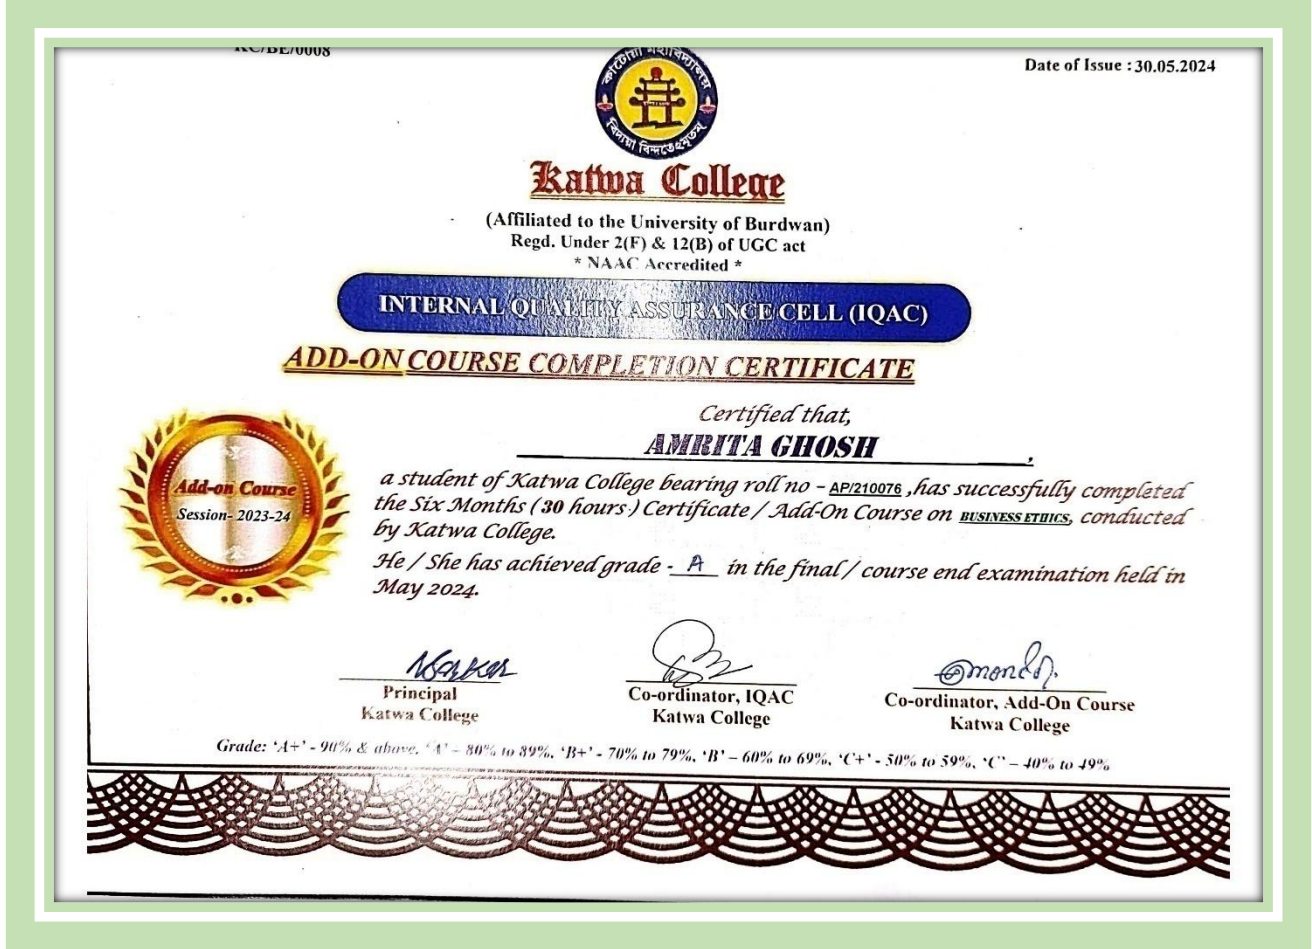 KC/BE/0008
Date of Issue : 30.05.2024
কাটোয়া মহাবিদ্যালয়
Katwa College
(Affiliated to the University of Burdwan)
Regd. Under 2(F) & 12(B) of UGC act
* NAAC Accredited *
INTERNAL QUALITY ASSURANCE CELL (IQAC)
ADD-ON COURSE COMPLETION CERTIFICATE
Certified that,
AMRITA GHOSH,
Add-on Course
Session- 2023-24
a student of Katwa College bearing roll no - AP/210076 ,has successfully completed
the Six Months ( 30 hours ) Certificate / Add-On Course on BUSINESS ETHICS, conducted
by Katwa College.
He / She has achieved grade - A in the final / course end examination held in
May 2024.
Principal
Katwa College
Co-ordinator, IQAC
Katwa College
Co-ordinator, Add-On Course
Katwa College
Grade: 'A+' - 90% & above, 'A' – 80% to 89%, 'B+' - 70% to 79%, 'B' – 60% to 69%, 'C+' - 50% to 59%, 'C' – 40% to 49%